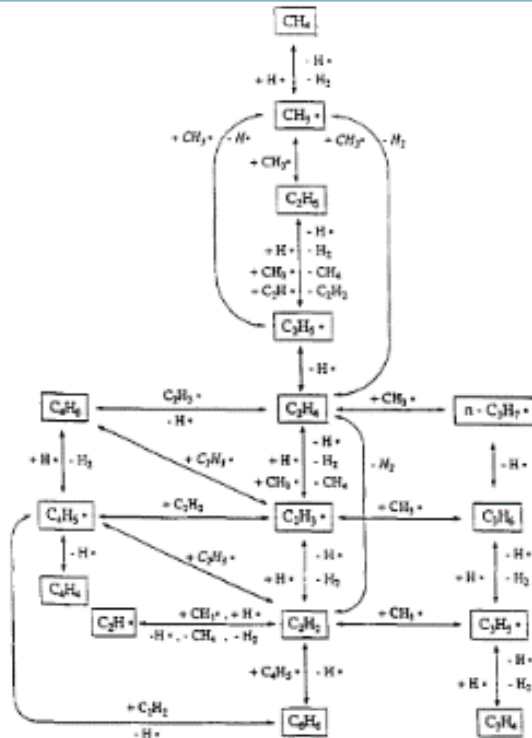 CH₄
- H•
+ H• - H₂
CH₃•
+ CH₃• - H•
+ CH₃• - H₂
+ CH₃•
C₂H₆
- H•
+ H• - H₂
+ CH₃• - CH₄
+ C₂H• - C₂H₂
C₂H₅•
- H•
C₄H₆
C₂H₃•
- H•
C₂H₄
+ CH₃•
n - C₃H₇•
+ H• - H₂
+ C₂H₃•
- H•
+ H• - H₂
+ CH₃• - CH₄
- H₂
- H•
C₄H₅•
+ C₂H₂
C₂H₃•
+ CH₃•
C₃H₆
- H•
- H•
+ H• - H₂
- H•
+ H• - H₂
C₄H₄
C₂H•
+ CH₃•, + H•
- H•, - CH₄, - H₂
C₂H₂
+ CH₃•
C₃H₅•
+ C₄H₅• - H•
- H•
+ H• - H₂
+ C₂H₂
- H•
C₆H₆
C₃H₄